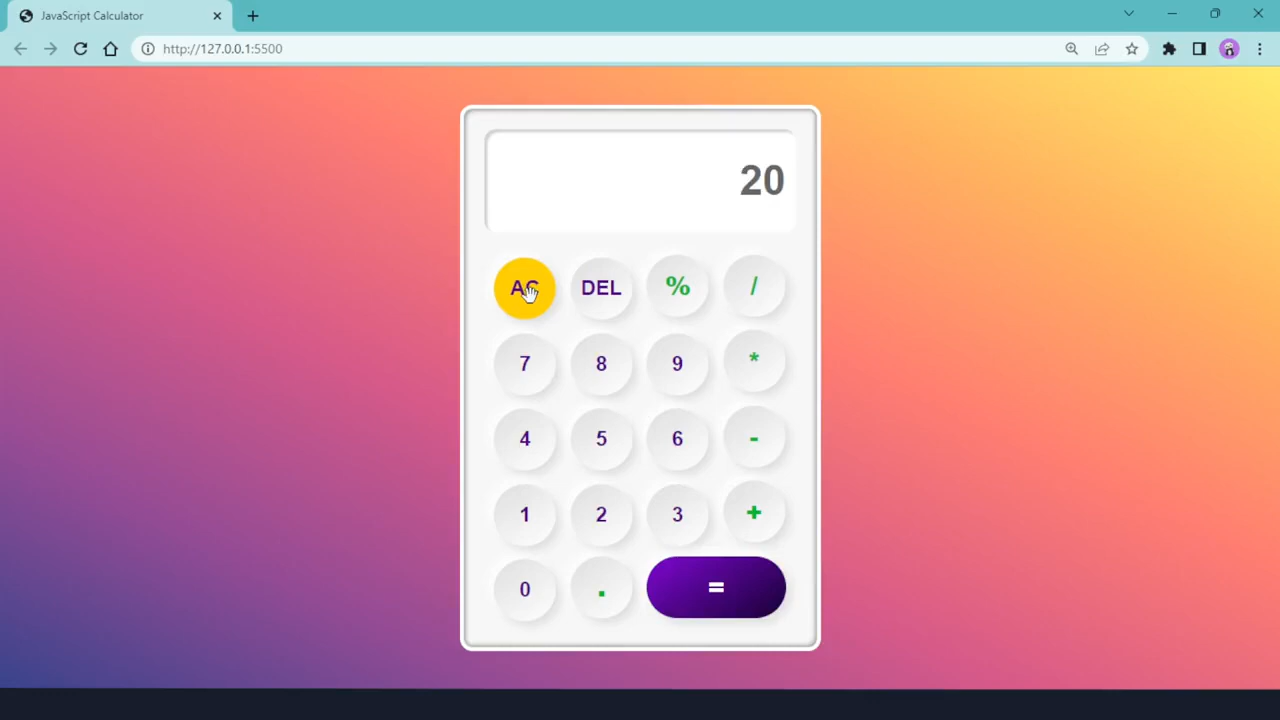 JavaScript Calculator
http://127.0.0.1:5500
20
AC DEL % /
7 8 9 *
4 5 6 -
1 2 3 +
0 . =